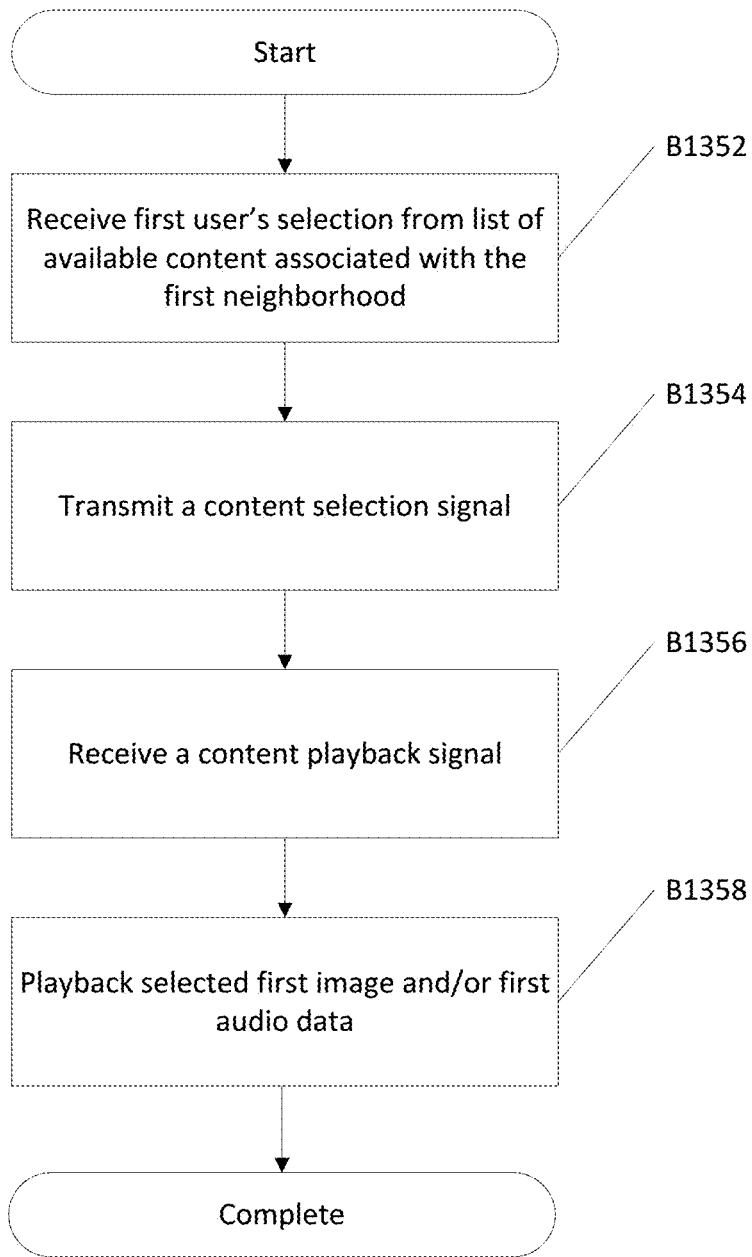 Start
B1352
Receive first user's selection from list of
available content associated with the
first neighborhood
B1354
Transmit a content selection signal
B1356
Receive a content playback signal
B1358
Playback selected first image and/or first
audio data
Complete